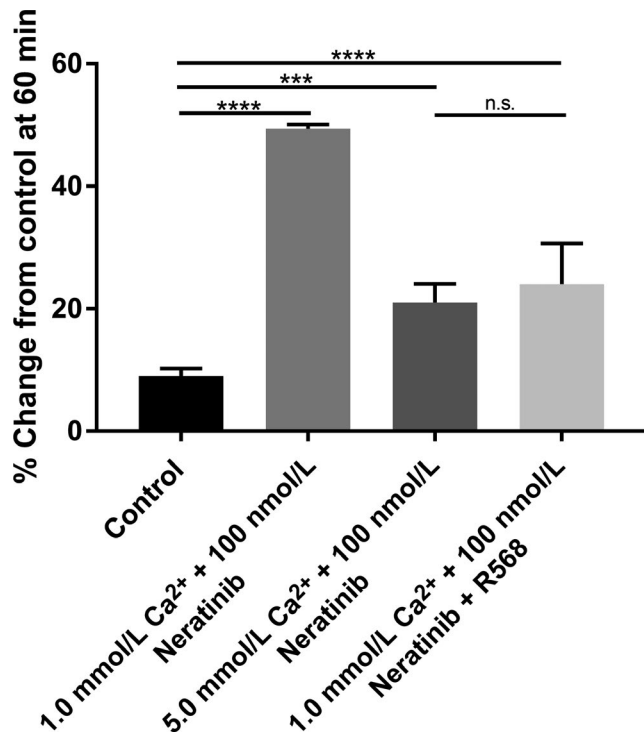 % Change from control at 60 min
60
40
20
0
****
***
****
n.s.
Control
1.0 mmol/L Ca²⁺ + 100 nmol/L
Neratinib
5.0 mmol/L Ca²⁺ + 100 nmol/L
Neratinib
1.0 mmol/L Ca²⁺ + 100 nmol/L
Neratinib + R568